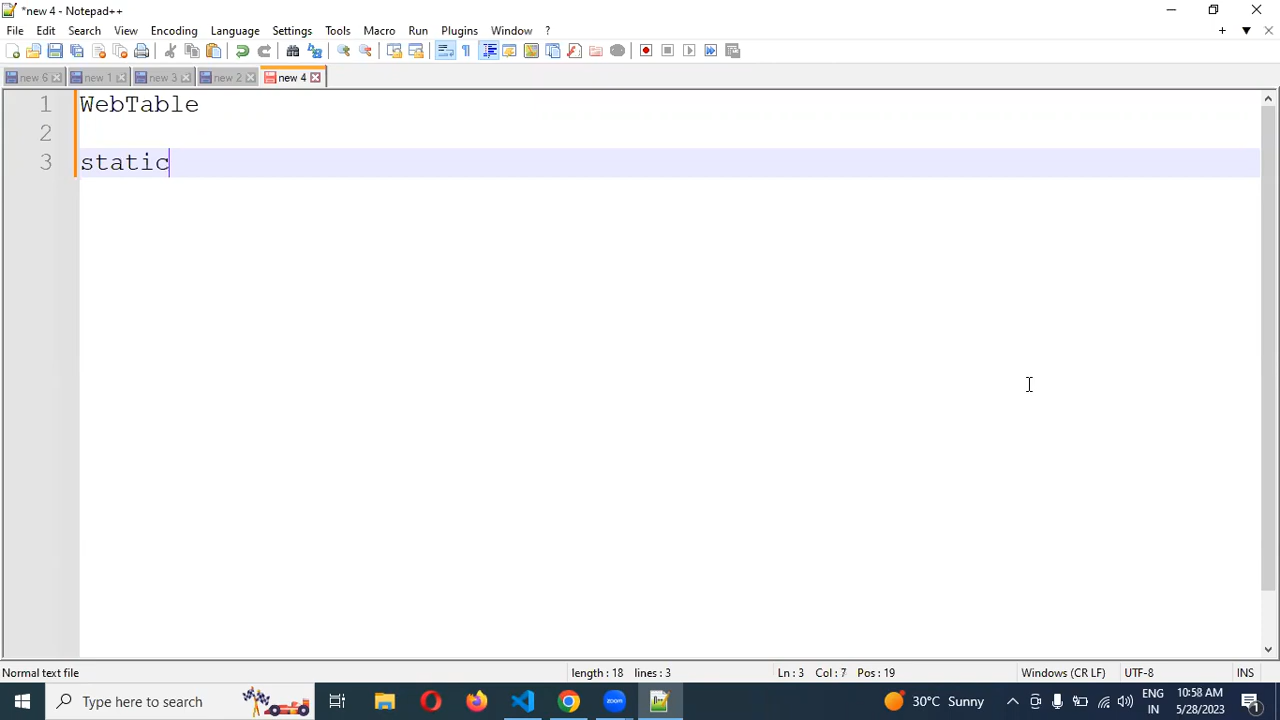 *new 4 - Notepad++
File Edit Search View Encoding Language Settings Tools Macro Run Plugins Window ?
new 6 new 1 new 3 new 2 new 4
1 WebTable
2
3 static
Normal text file length : 18 lines : 3 Ln : 3 Col : 7 Pos : 19 Windows (CR LF) UTF-8 INS
Type here to search 30°C Sunny ENG IN 10:58 AM 5/28/2023
zoom
1